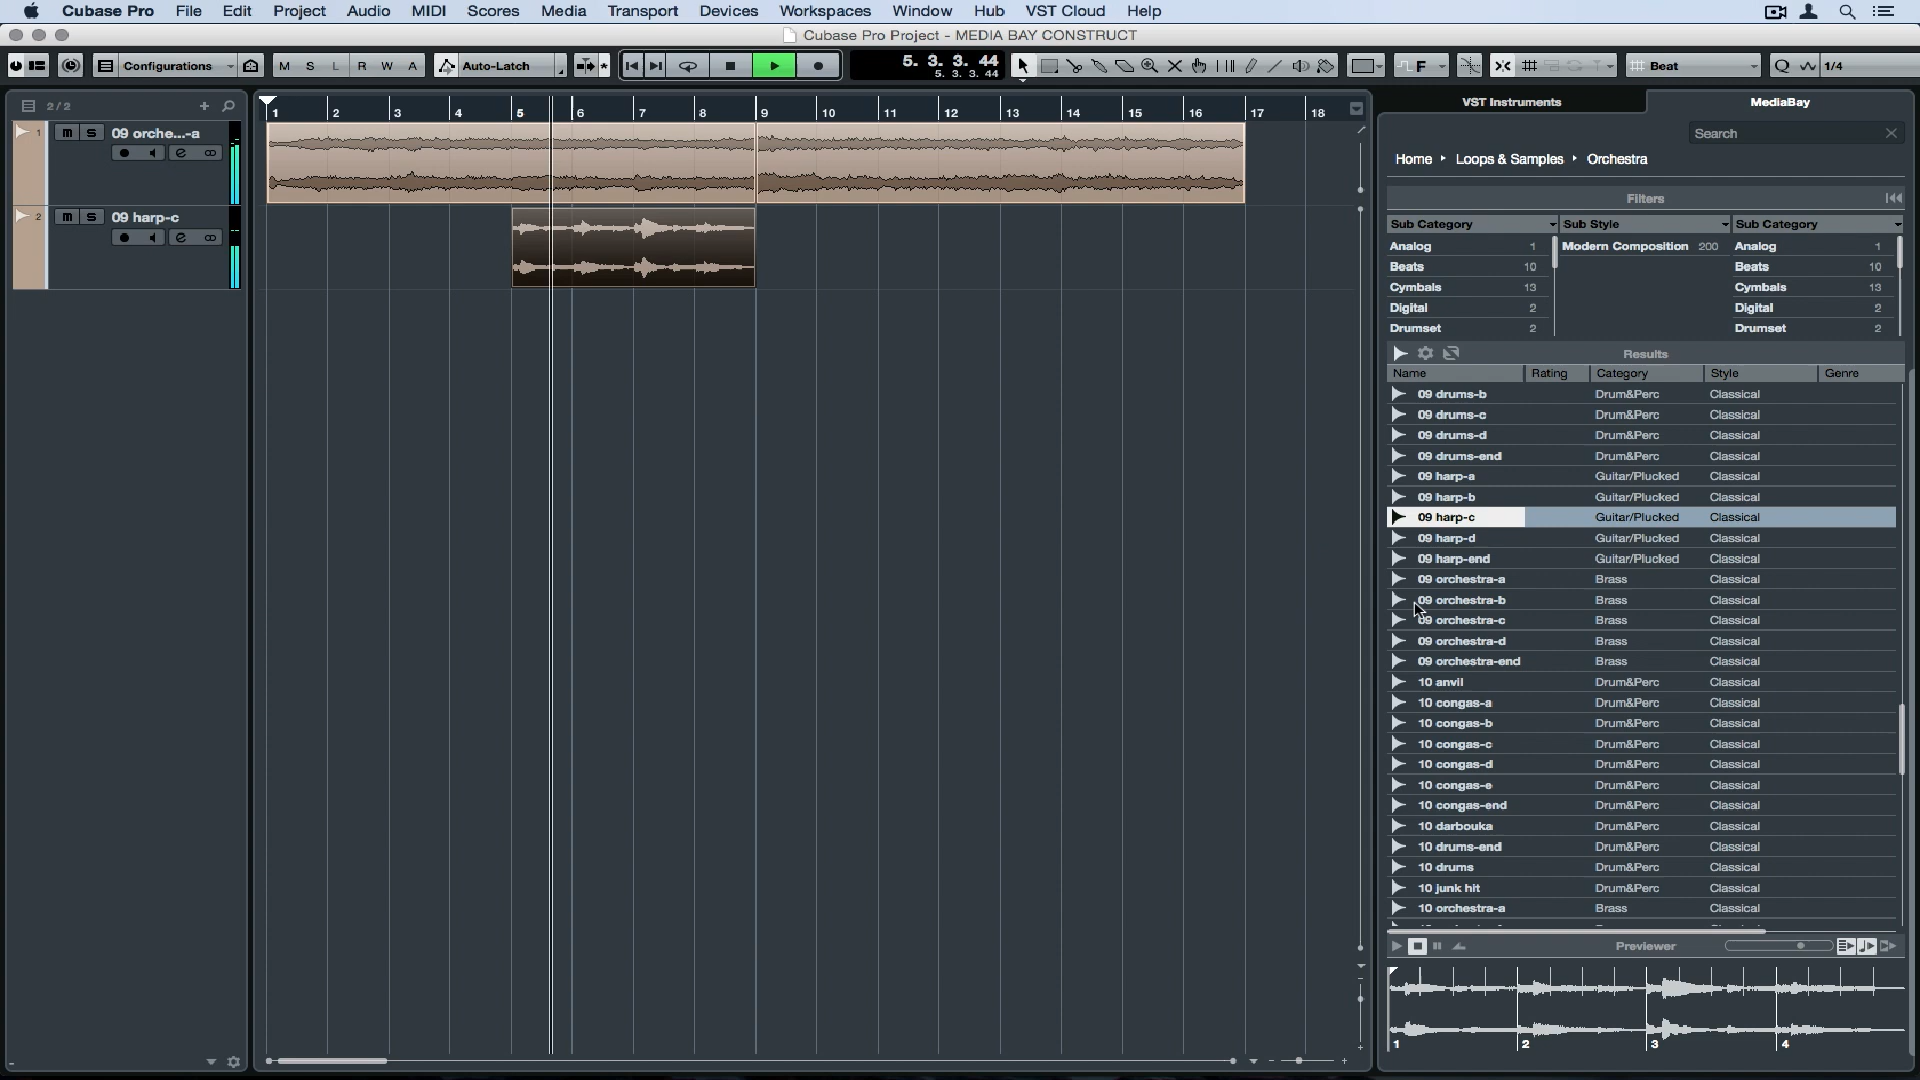 Cubase Pro File Edit Project Audio MIDI Scores Media Transport Devices Workspaces Window Hub VST Cloud Help
Cubase Pro Project - MEDIA BAY CONSTRUCT
Configurations M S L R W A Auto-Latch 5. 3. 3. 44 F Beat Q 1/4
5. 3. 3. 44
2/2
1 2 3 4 5 6 7 8 9 10 11 12 13 14 15 16 17 18
1 m S 09 orche...-a
e
2 m S 09 harp-c
e
VST Instruments MediaBay
Search
Home Loops & Samples Orchestra
Filters
Sub Category Sub Style Sub Category
Analog 1 Modern Composition 200 Analog 1
Beats 10 Beats 10
Cymbals 13 Cymbals 13
Digital 2 Digital 2
Drumset 2 Drumset 2
Results
Name Rating Category Style Genre
09 drums-b Drum&Perc Classical
09 drums-c Drum&Perc Classical
09 drums-d Drum&Perc Classical
09 drums-end Drum&Perc Classical
09 harp-a Guitar/Plucked Classical
09 harp-b Guitar/Plucked Classical
09 harp-c Guitar/Plucked Classical
09 harp-d Guitar/Plucked Classical
09 harp-end Guitar/Plucked Classical
09 orchestra-a Brass Classical
09 orchestra-b Brass Classical
09 orchestra-c Brass Classical
09 orchestra-d Brass Classical
09 orchestra-end Brass Classical
10 anvil Drum&Perc Classical
10 congas-a Drum&Perc Classical
10 congas-b Drum&Perc Classical
10 congas-c Drum&Perc Classical
10 congas-d Drum&Perc Classical
10 congas-e Drum&Perc Classical
10 congas-end Drum&Perc Classical
10 darbouka Drum&Perc Classical
10 drums-end Drum&Perc Classical
10 drums Drum&Perc Classical
10 junk hit Drum&Perc Classical
10 orchestra-a Brass Classical
Previewer
1 2 3 4